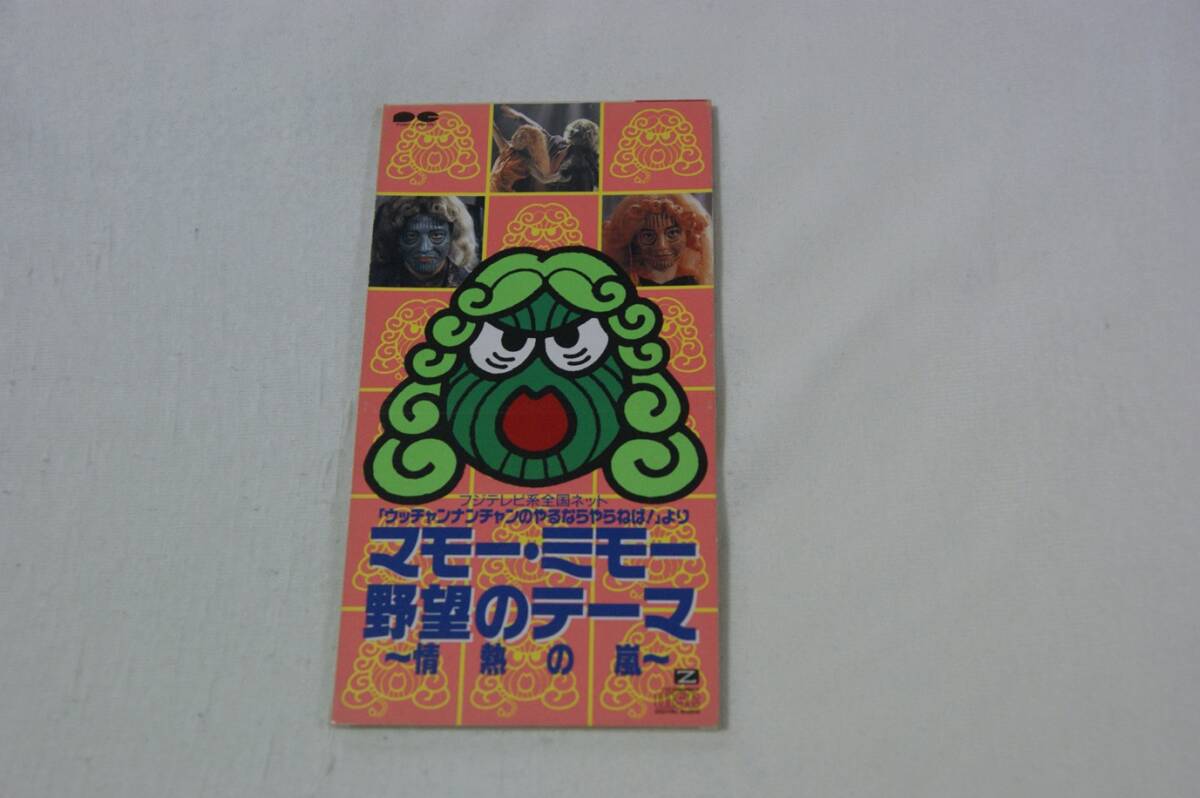 フジテレビ系全国ネット
「ウッチャンナンチャンのやるならやらねば!」より
マモー・ミモー
野望のテーマ
〜情熱の嵐〜
Z